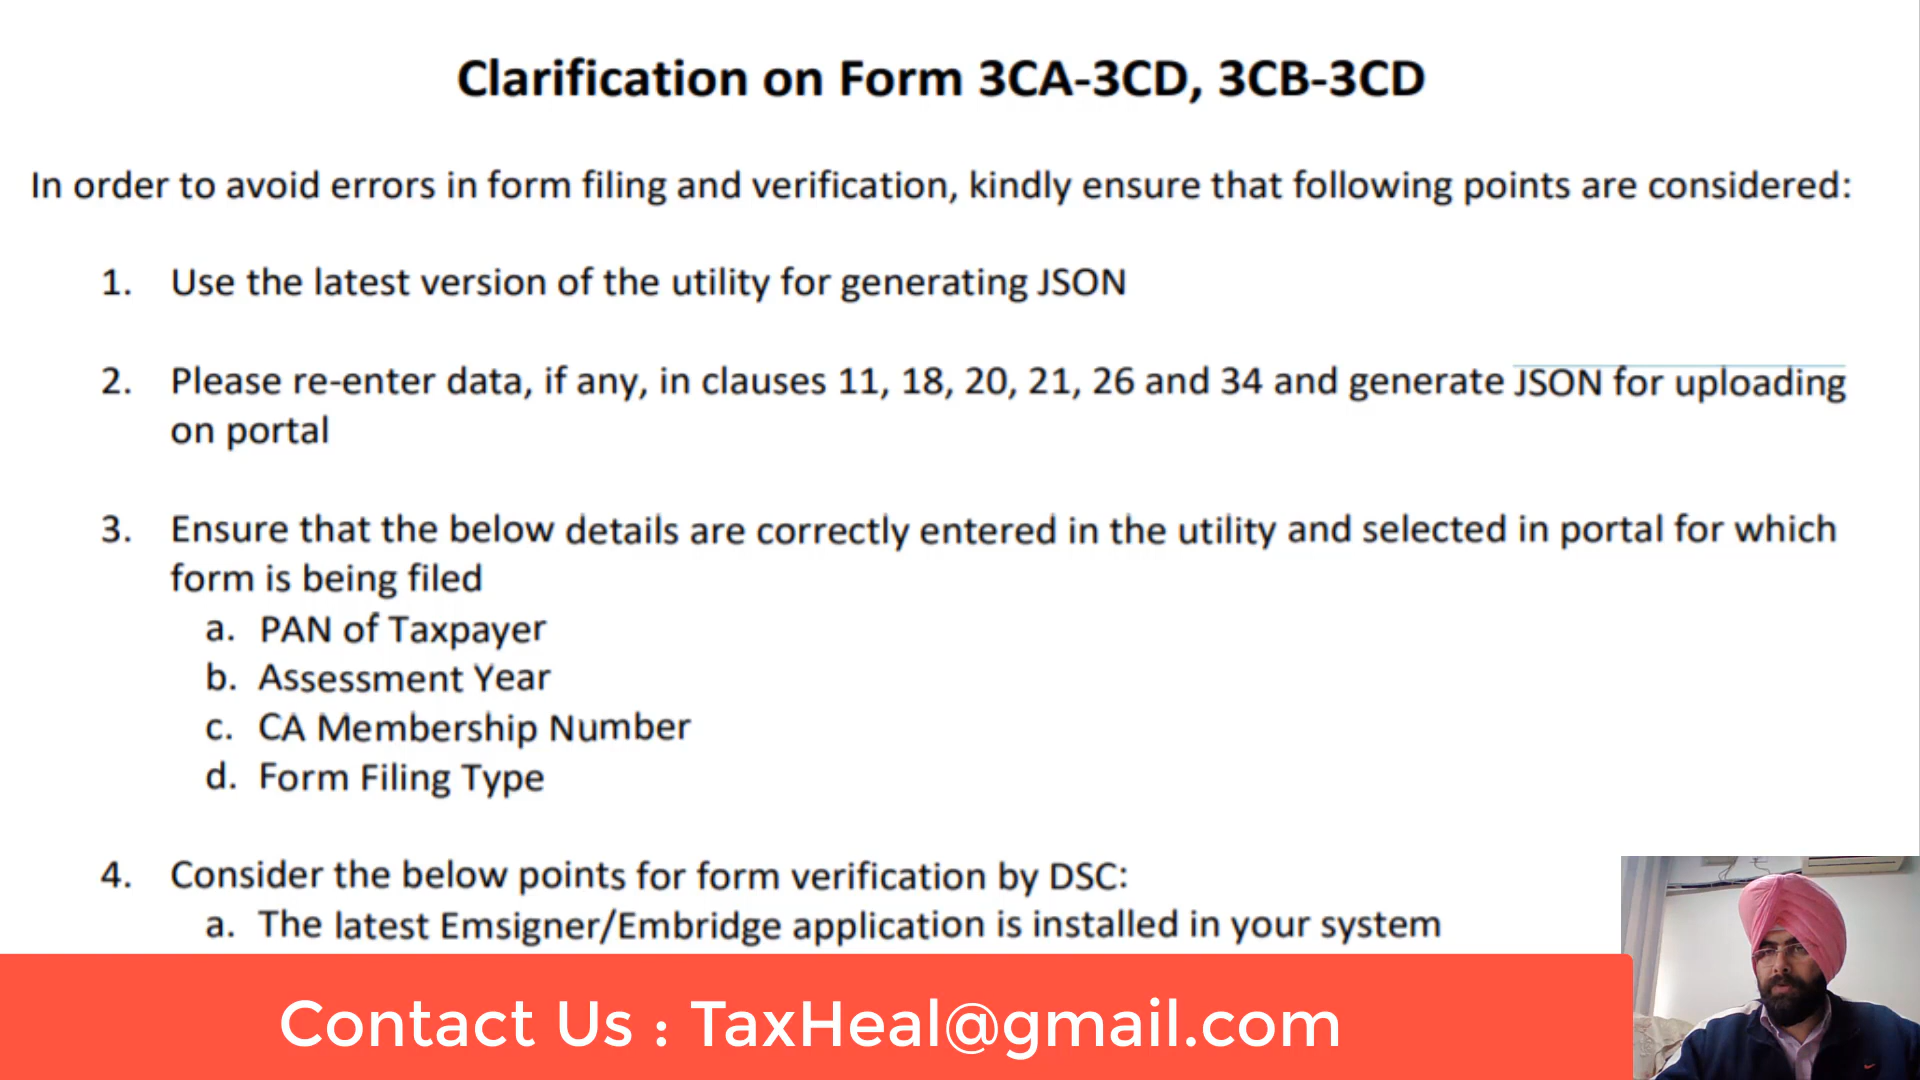 Clarification on Form 3CA-3CD, 3CB-3CD
In order to avoid errors in form filing and verification, kindly ensure that following points are considered:
1. Use the latest version of the utility for generating JSON
2. Please re-enter data, if any, in clauses 11, 18, 20, 21, 26 and 34 and generate JSON for uploading
on portal
3. Ensure that the below details are correctly entered in the utility and selected in portal for which
form is being filed
a. PAN of Taxpayer
b. Assessment Year
c. CA Membership Number
d. Form Filing Type
4. Consider the below points for form verification by DSC:
a. The latest Emsigner/Embridge application is installed in your system
Contact Us : TaxHeal@gmail.com